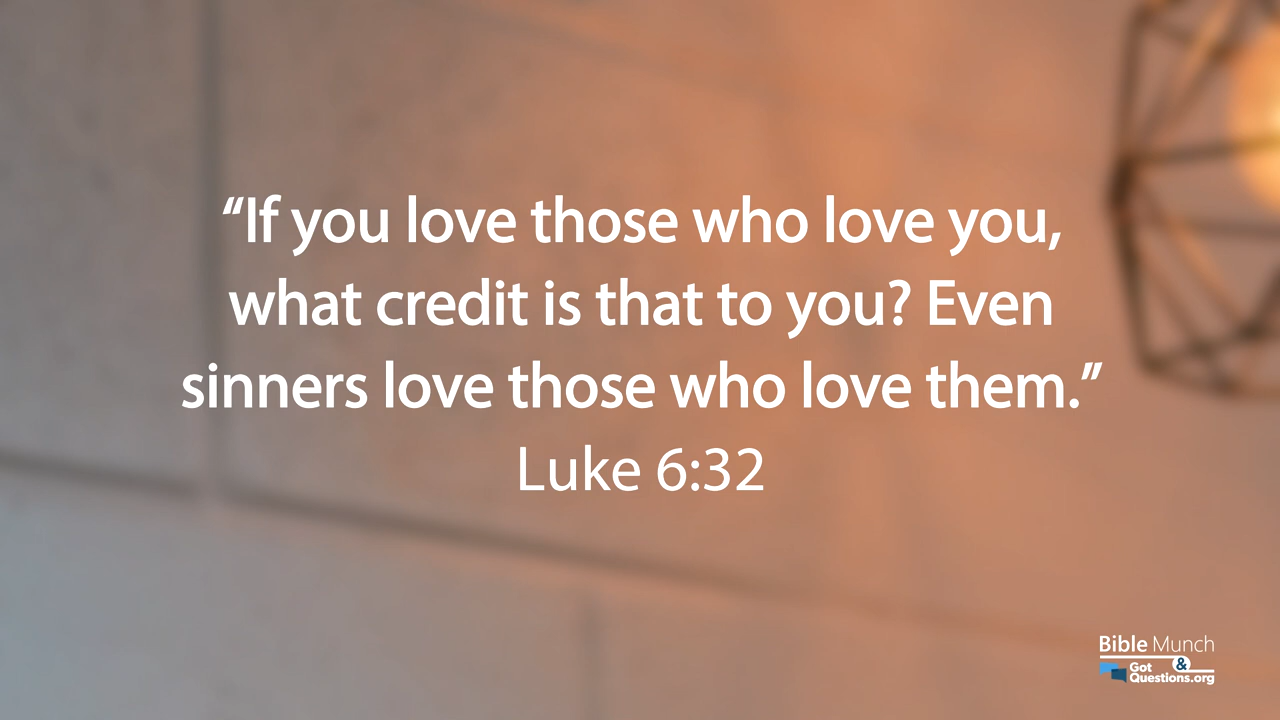 “If you love those who love you,
what credit is that to you? Even
sinners love those who love them.”
Luke 6:32
Bible Munch
&
Got
Questions.org